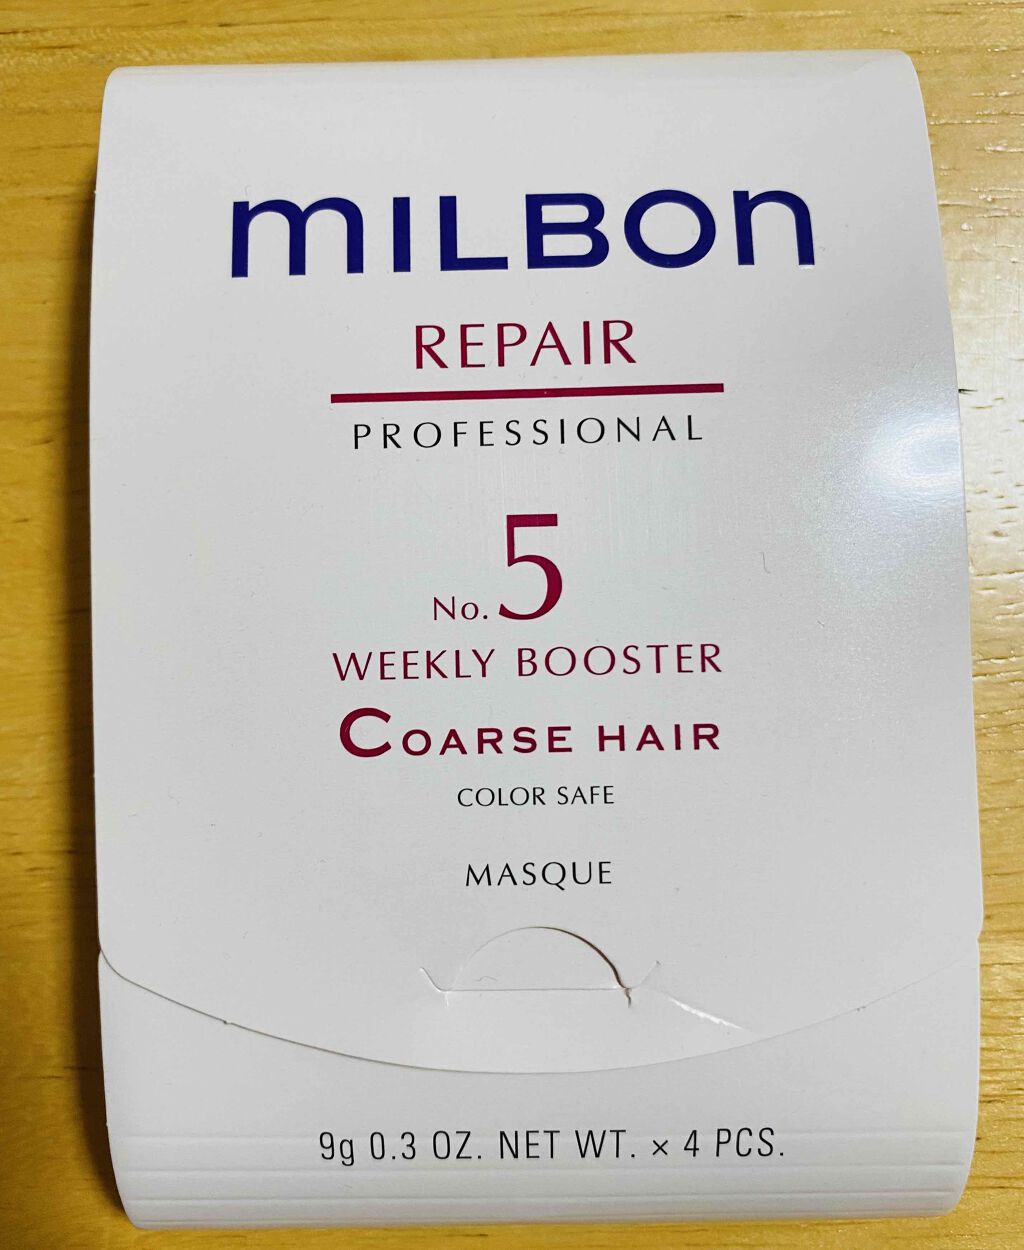 mILBOn
REPAIR
PROFESSIONAL
No. 5
WEEKLY BOOSTER
COARSE HAIR
COLOR SAFE
MASQUE
9g 0.3 OZ. NET WT. × 4 PCS.